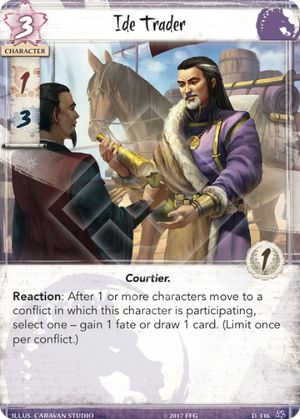 Ide Trader
3
CHARACTER
1
3
1
Courtier.
Reaction: After 1 or more characters move to a
conflict in which this character is participating,
select one – gain 1 fate or draw 1 card. (Limit once
per conflict.)
ILLUS. CARAVAN STUDIO
© 2017 FFG
D 116